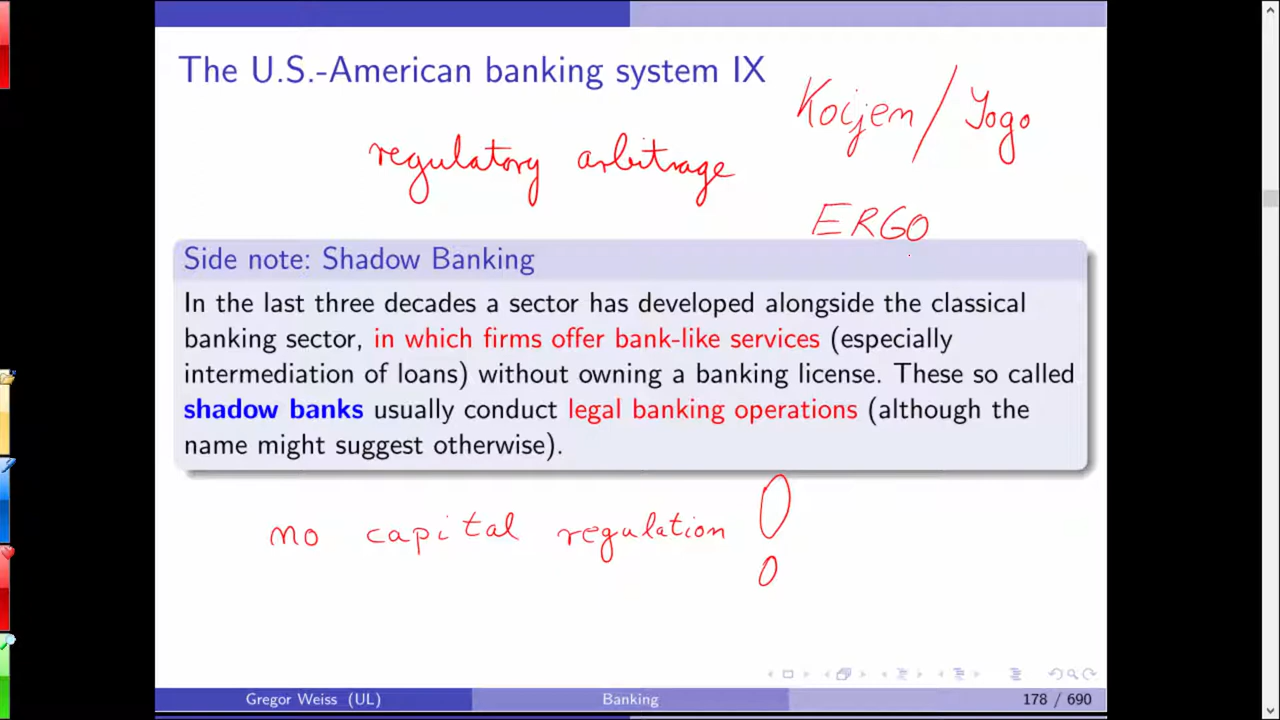 The U.S.-American banking system IX
Koijen / Yogo
regulatory arbitrage
ERGO
Side note: Shadow Banking
In the last three decades a sector has developed alongside the classical
banking sector, in which firms offer bank-like services (especially
intermediation of loans) without owning a banking license. These so called
shadow banks usually conduct legal banking operations (although the
name might suggest otherwise).
no capital regulation !
Gregor Weiss (UL) Banking 178 / 690